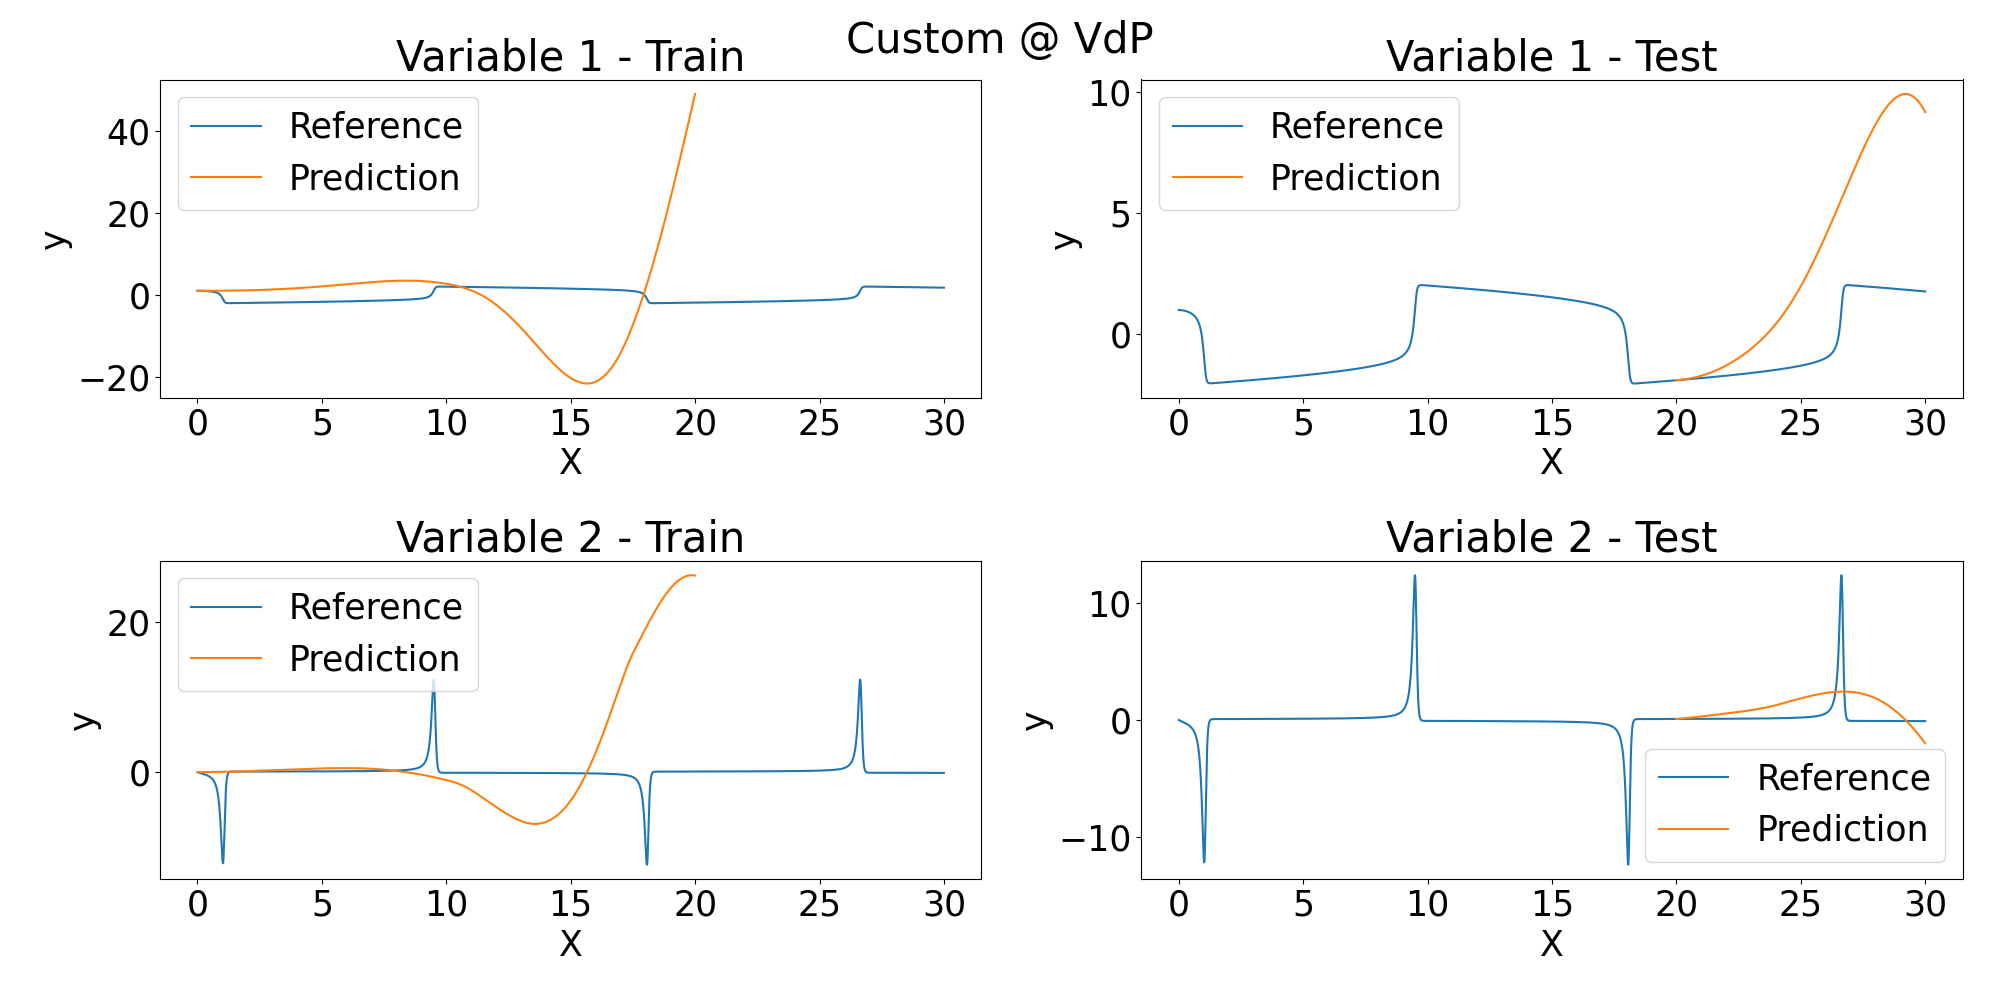 Custom @ VdP
Variable 1 - Train
Reference
Prediction
y
40
20
0
−20
0 5 10 15 20 25 30
X
Variable 1 - Test
Reference
Prediction
y
10
5
0
0 5 10 15 20 25 30
X
Variable 2 - Train
Reference
Prediction
y
20
0
0 5 10 15 20 25 30
X
Variable 2 - Test
y
10
0
−10
Reference
Prediction
0 5 10 15 20 25 30
X